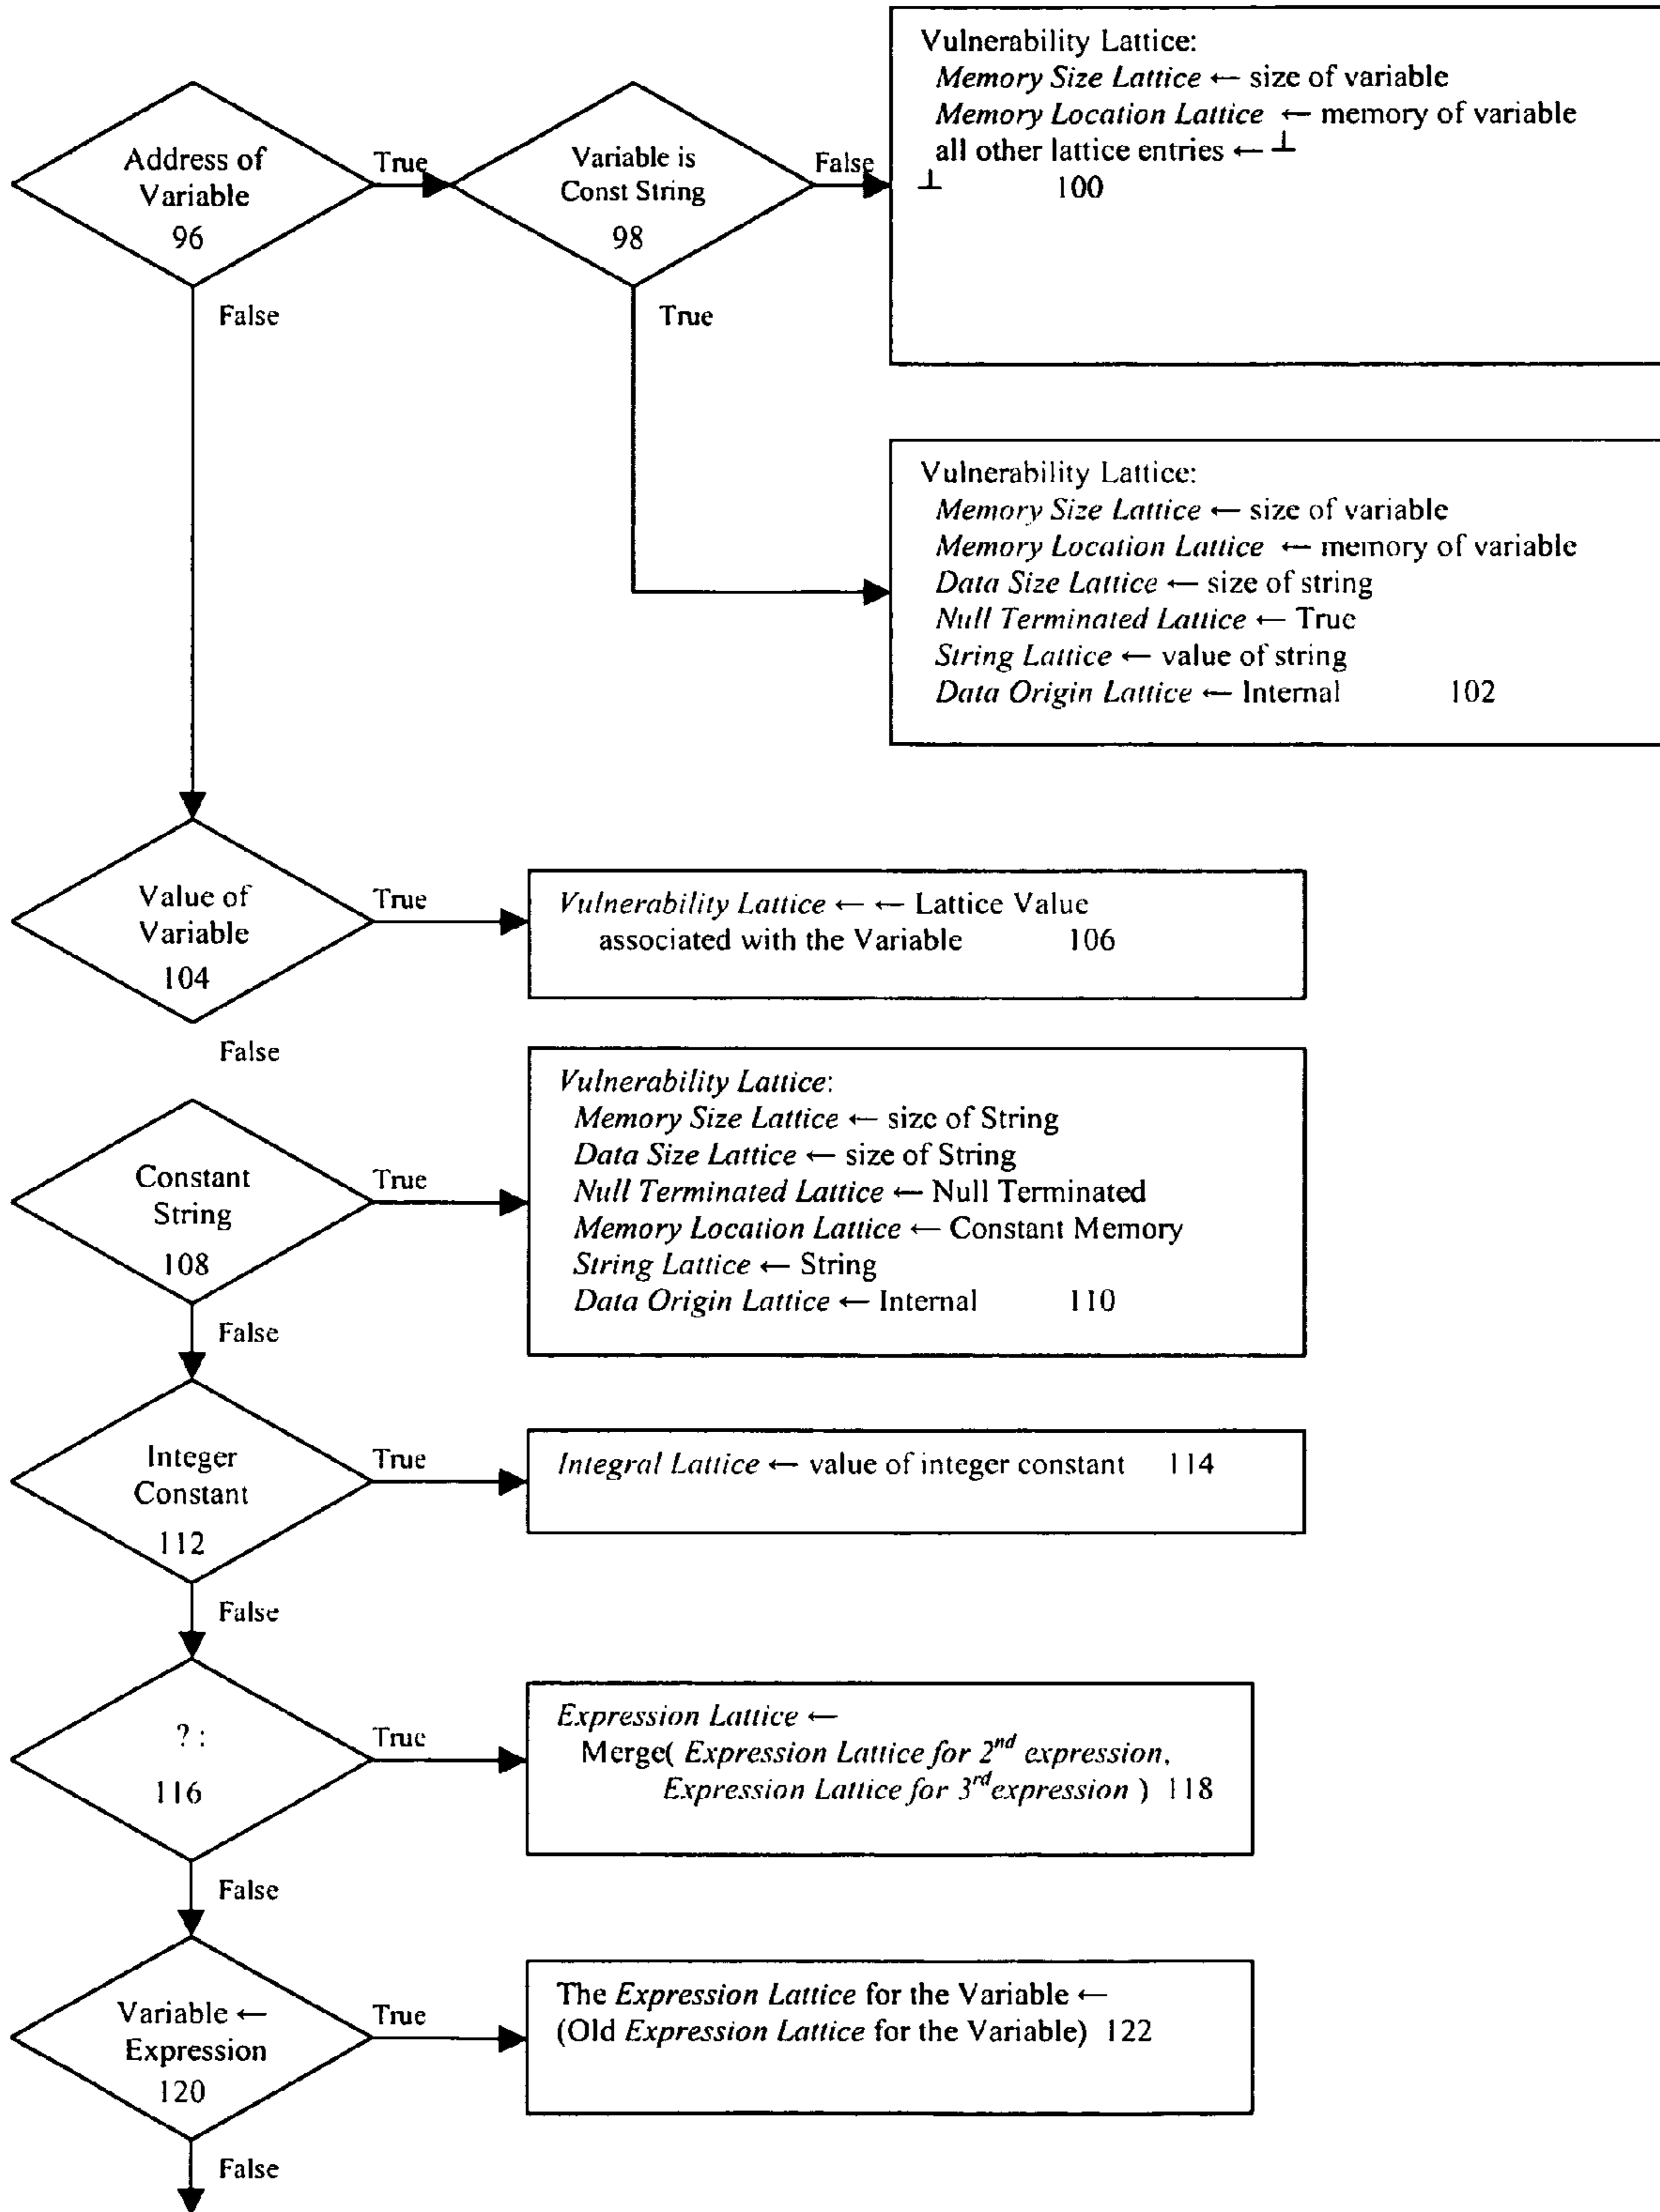 Address of
Variable
96
True
Variable is
Const String
98
False
Vulnerability Lattice:
Memory Size Lattice ← size of variable
Memory Location Lattice ← memory of variable
all other lattice entries ← ⊥
⊥ 100
False
True
Vulnerability Lattice:
Memory Size Lattice ← size of variable
Memory Location Lattice ← memory of variable
Data Size Lattice ← size of string
Null Terminated Lattice ← True
String Lattice ← value of string
Data Origin Lattice ← Internal 102
Value of
Variable
104
True
Vulnerability Lattice ← ← Lattice Value
associated with the Variable 106
False
Constant
String
108
True
Vulnerability Lattice:
Memory Size Lattice ← size of String
Data Size Lattice ← size of String
Null Terminated Lattice ← Null Terminated
Memory Location Lattice ← Constant Memory
String Lattice ← String
Data Origin Lattice ← Internal 110
False
Integer
Constant
112
True
Integral Lattice ← value of integer constant 114
False
? :
116
True
Expression Lattice ←
Merge( Expression Lattice for 2nd expression,
Expression Lattice for 3rd expression ) 118
False
Variable ←
Expression
120
True
The Expression Lattice for the Variable ←
(Old Expression Lattice for the Variable) 122
False